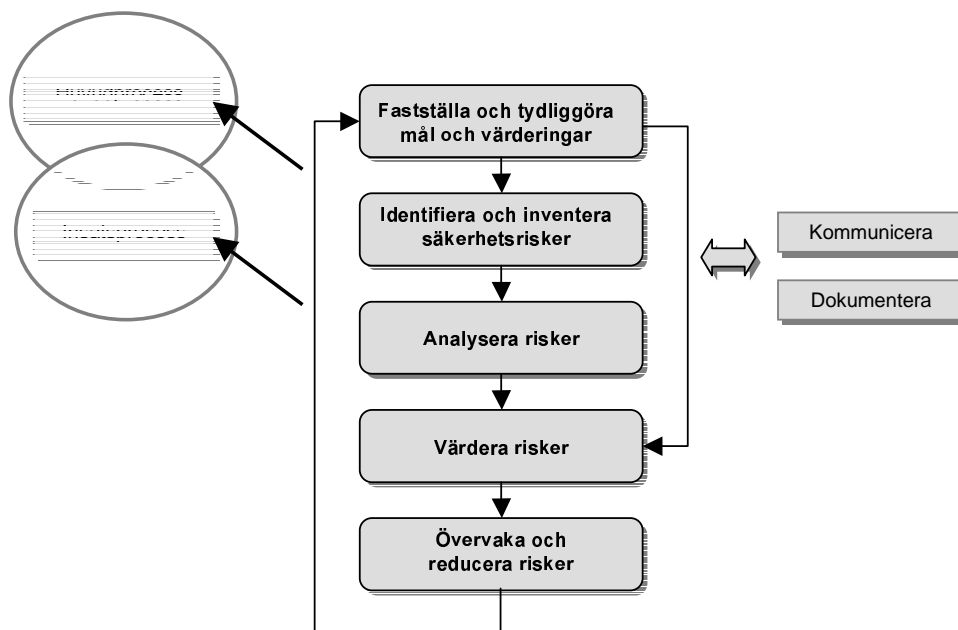 Fastställa och tydliggöra
mål och värderingar
Identifiera och inventera
säkerhetsrisker
Kommunicera
Dokumentera
Analysera risker
Värdera risker
Övervaka och
reducera risker